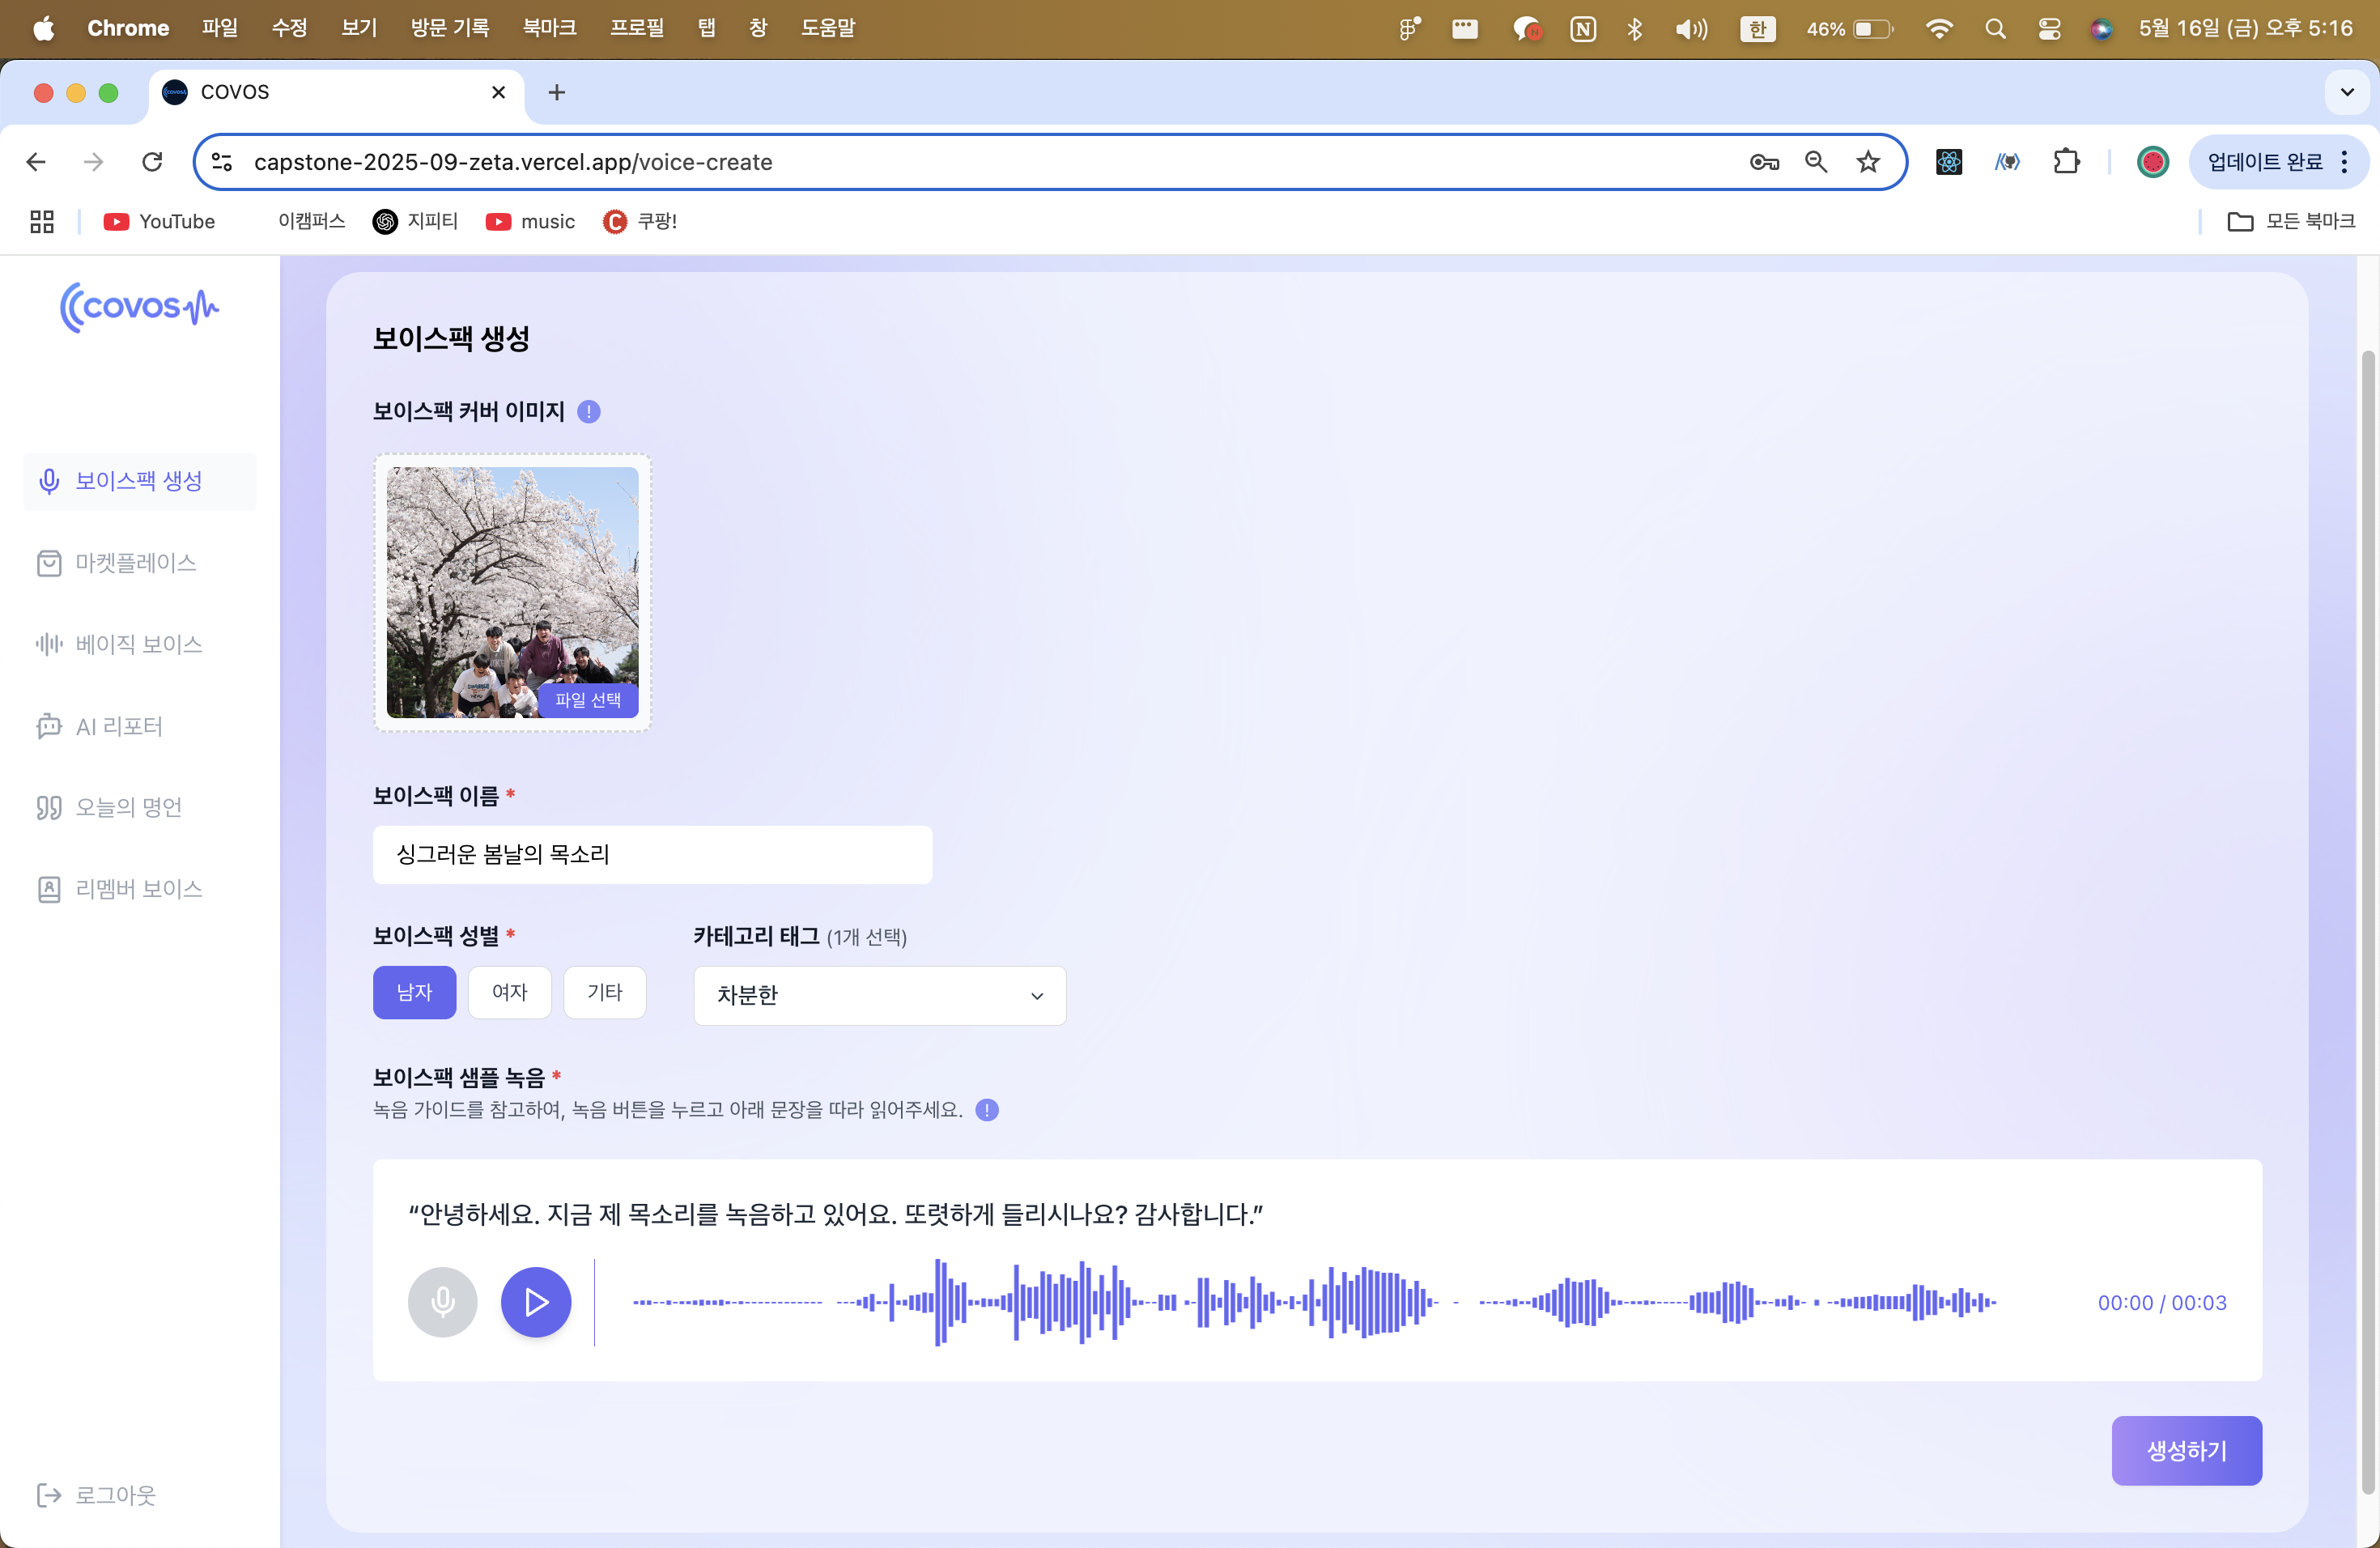 Chrome 파일 수정 보기 방문 기록 북마크 프로필 탭 창 도움말 한 46% 5월 16일 (금) 오후 5:16
COVOS
capstone-2025-09-zeta.vercel.app/voice-create 업데이트 완료
YouTube 이캠퍼스 지피티 music 쿠팡! 모든 북마크
covos
보이스팩 생성
마켓플레이스
베이직 보이스
AI 리포터
오늘의 명언
리멤버 보이스
로그아웃
보이스팩 생성
보이스팩 커버 이미지 !
파일 선택
보이스팩 이름 *
싱그러운 봄날의 목소리
보이스팩 성별 * 카테고리 태그 (1개 선택)
남자 여자 기타 차분한
보이스팩 샘플 녹음 *
녹음 가이드를 참고하여, 녹음 버튼을 누르고 아래 문장을 따라 읽어주세요. !
“안녕하세요. 지금 제 목소리를 녹음하고 있어요. 또렷하게 들리시나요? 감사합니다.”
00:00 / 00:03
생성하기